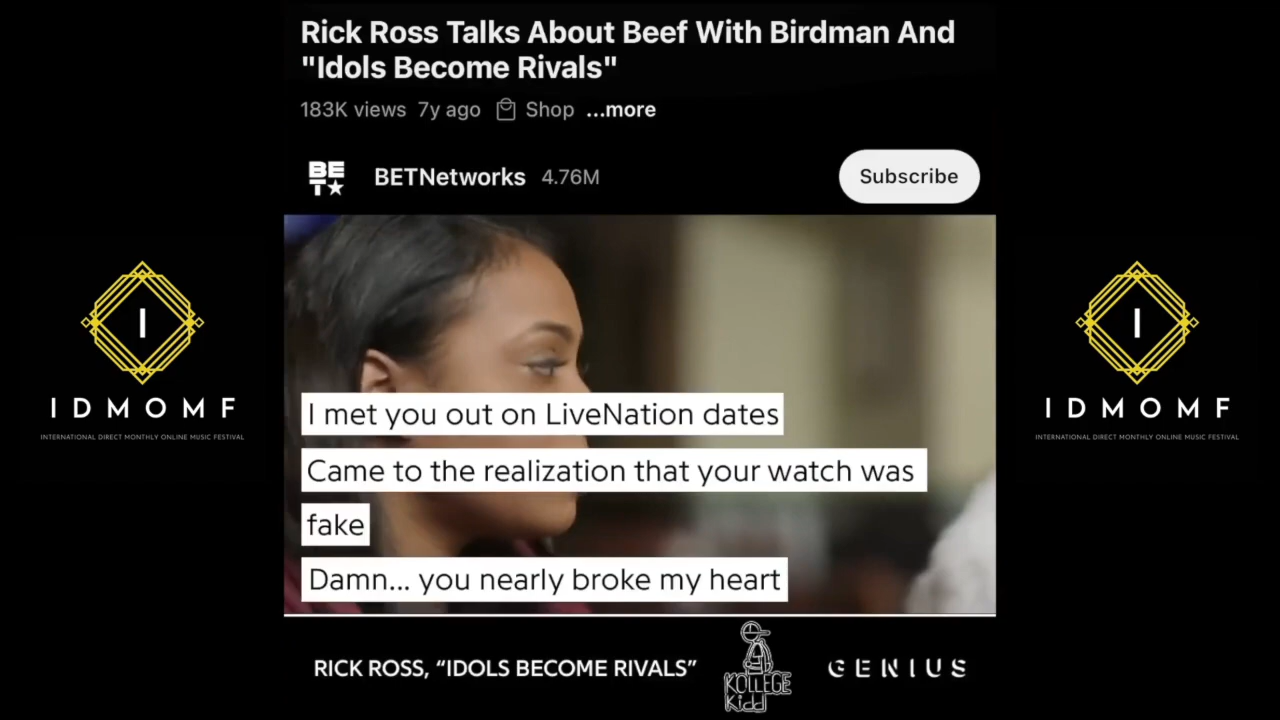 Rick Ross Talks About Beef With Birdman And
"Idols Become Rivals"
183K views 7y ago Shop ...more
BET
BETNetworks 4.76M
Subscribe
I met you out on LiveNation dates
Came to the realization that your watch was
fake
Damn... you nearly broke my heart
RICK ROSS, “IDOLS BECOME RIVALS”
KOLLEGE
Kidd
GENIUS
I
IDMOMF
INTERNATIONAL DIRECT MONTHLY ONLINE MUSIC FESTIVAL
I
IDMOMF
INTERNATIONAL DIRECT MONTHLY ONLINE MUSIC FESTIVAL